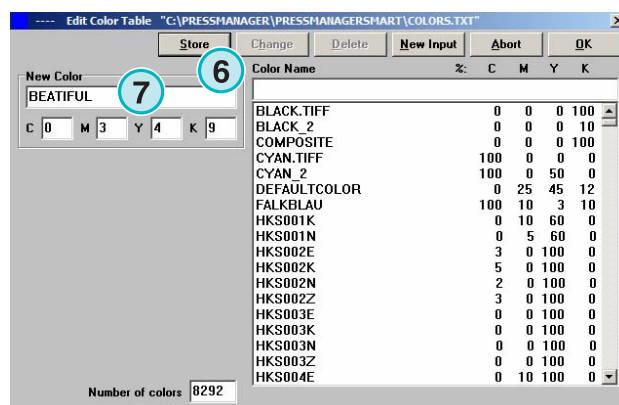 ---- Edit Color Table "C:\PRESSMANAGER\PRESSMANAGERSMART\COLORS.TXT"
Store Change Delete New Input Abort OK
6
New Color
BEATIFUL
7
C 0 M 3 Y 4 K 9
Color Name %: C M Y K
BLACK.TIFF 0 0 0 100
BLACK_2 0 0 0 10
COMPOSITE 0 0 0 100
CYAN.TIFF 100 0 0 0
CYAN_2 100 0 50 0
DEFAULTCOLOR 0 25 45 12
FALKBLAU 100 10 3 10
HKS001K 0 10 60 0
HKS001N 0 5 60 0
HKS002E 3 0 100 0
HKS002K 5 0 100 0
HKS002N 2 0 100 0
HKS002Z 3 0 100 0
HKS003E 0 0 100 0
HKS003K 0 0 100 0
HKS003N 0 0 100 0
HKS003Z 0 0 100 0
HKS004E 0 10 100 0
Number of colors 8292